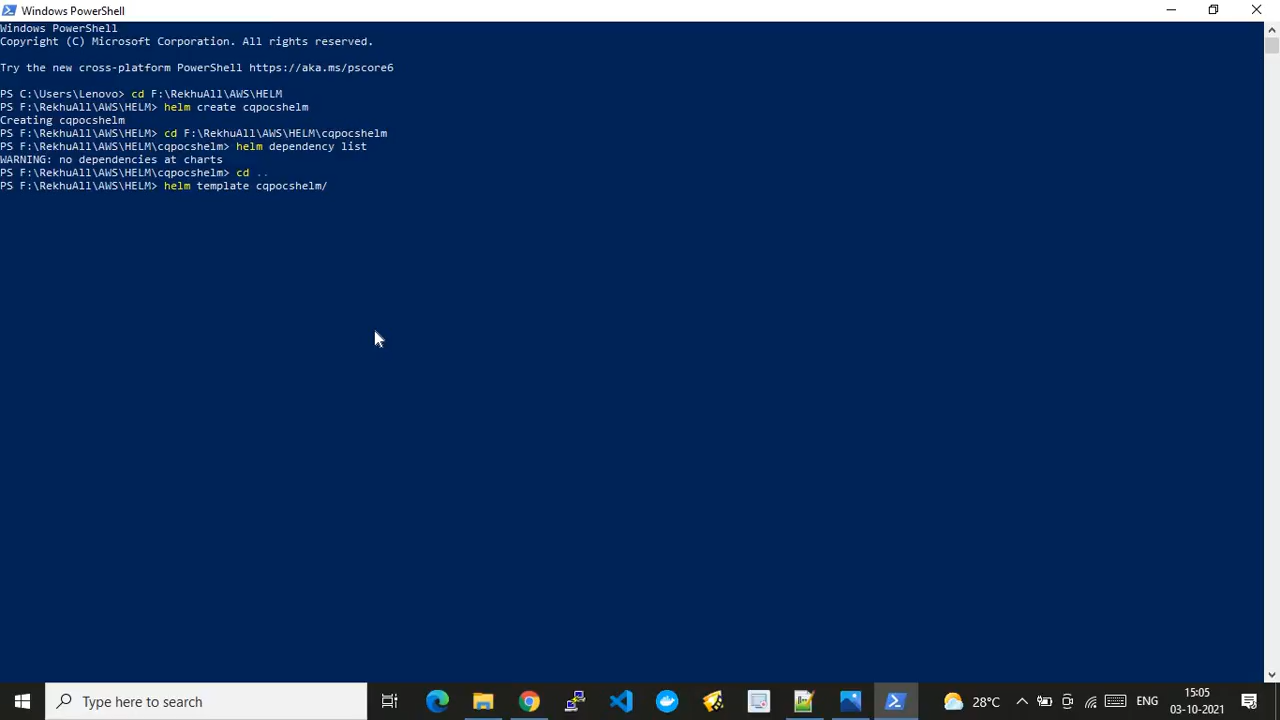 Windows PowerShell
Windows PowerShell
Copyright (C) Microsoft Corporation. All rights reserved.
Try the new cross-platform PowerShell https://aka.ms/pscore6
PS C:\Users\Lenovo> cd F:\RekhuAll\AWS\HELM
PS F:\RekhuAll\AWS\HELM> helm create cqpocshelm
Creating cqpocshelm
PS F:\RekhuAll\AWS\HELM> cd F:\RekhuAll\AWS\HELM\cqpocshelm
PS F:\RekhuAll\AWS\HELM\cqpocshelm> helm dependency list
WARNING: no dependencies at charts
PS F:\RekhuAll\AWS\HELM\cqpocshelm> cd ..
PS F:\RekhuAll\AWS\HELM> helm template cqpocshelm/
Type here to search
28°C
ENG
15:05
03-10-2021